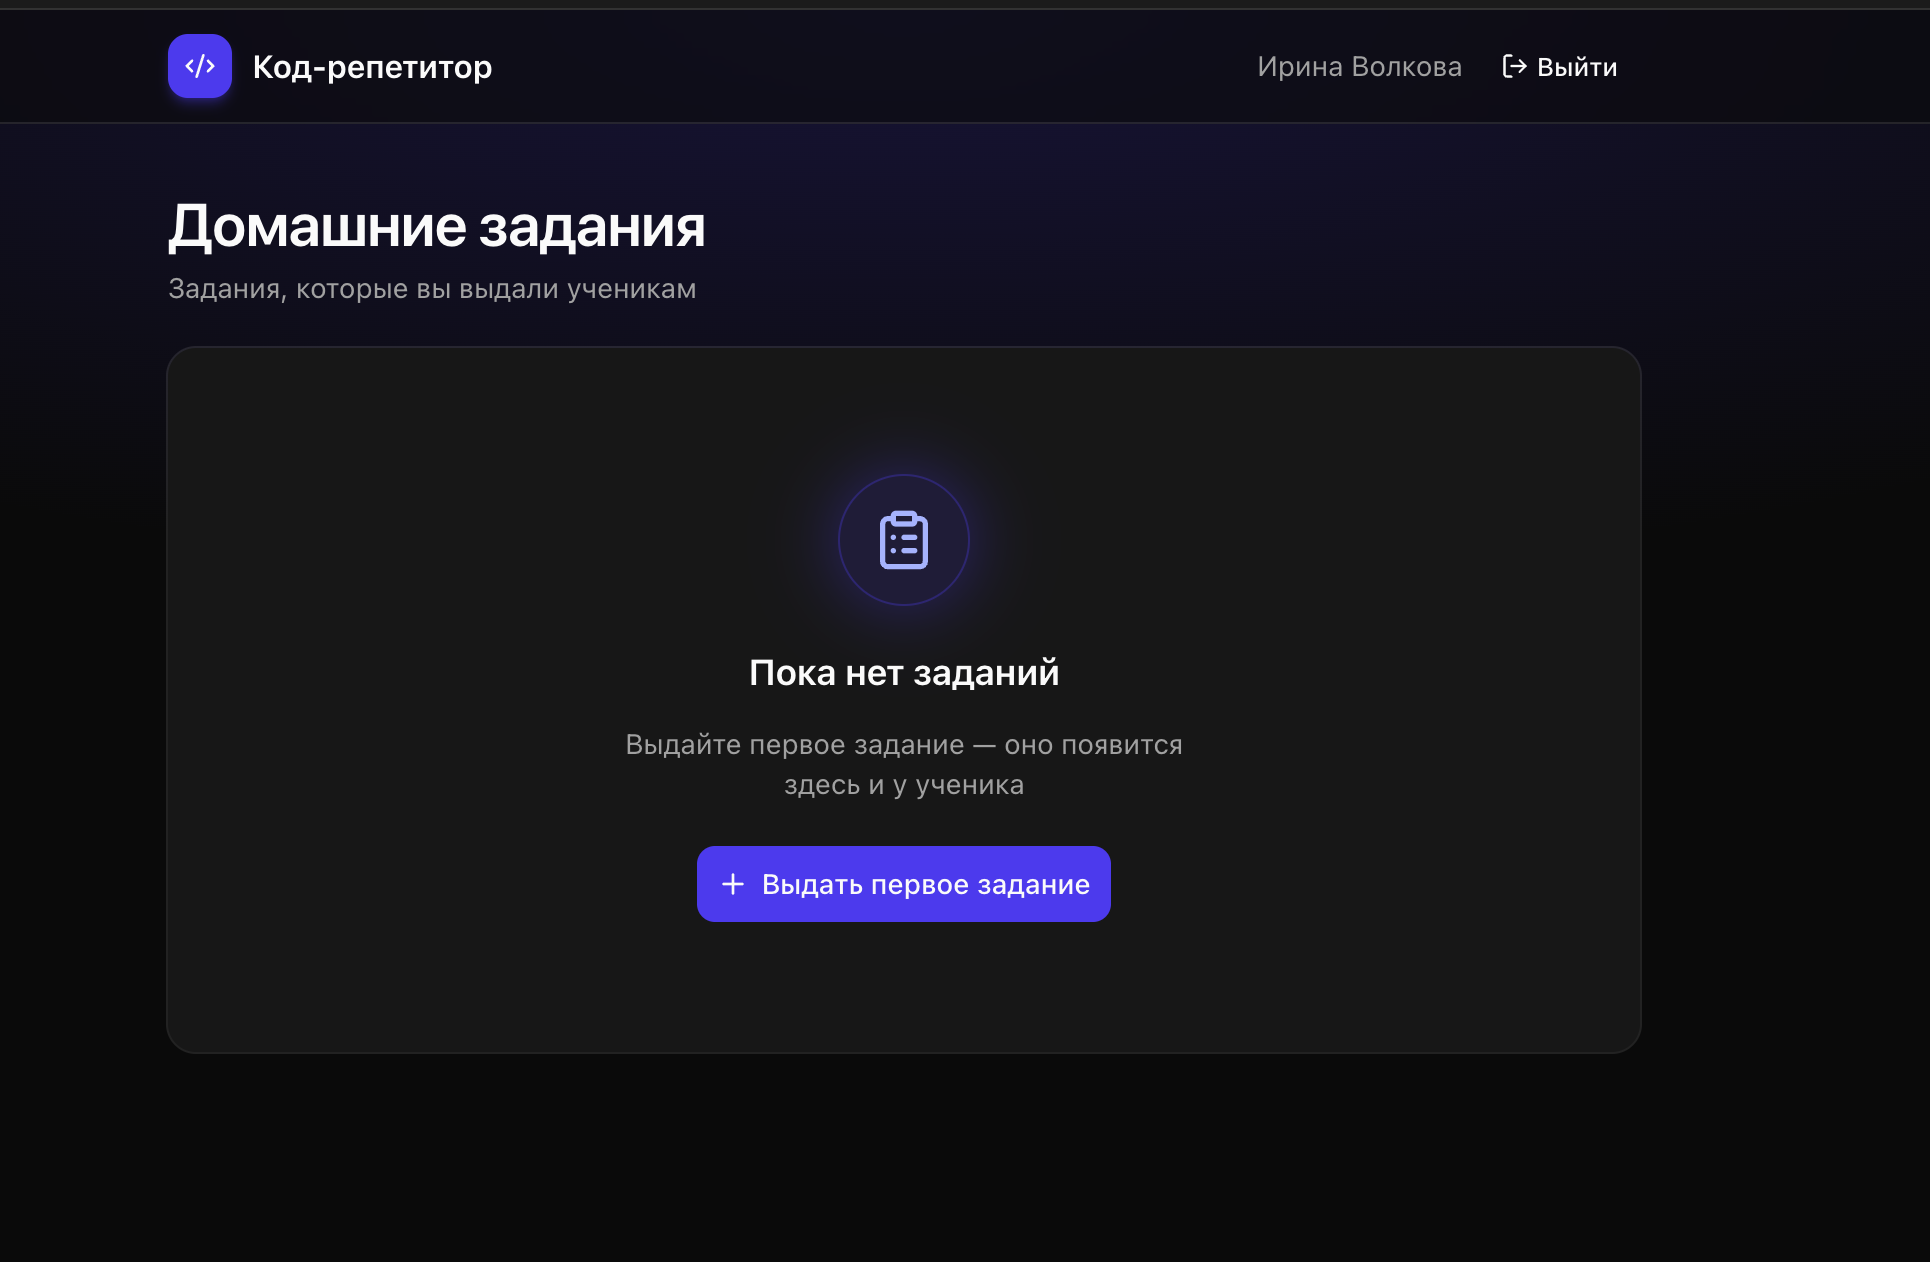 Код-репетитор
Ирина Волкова
Выйти
Домашние задания
Задания, которые вы выдали ученикам
Пока нет заданий
Выдайте первое задание — оно появится
здесь и у ученика
Выдать первое задание